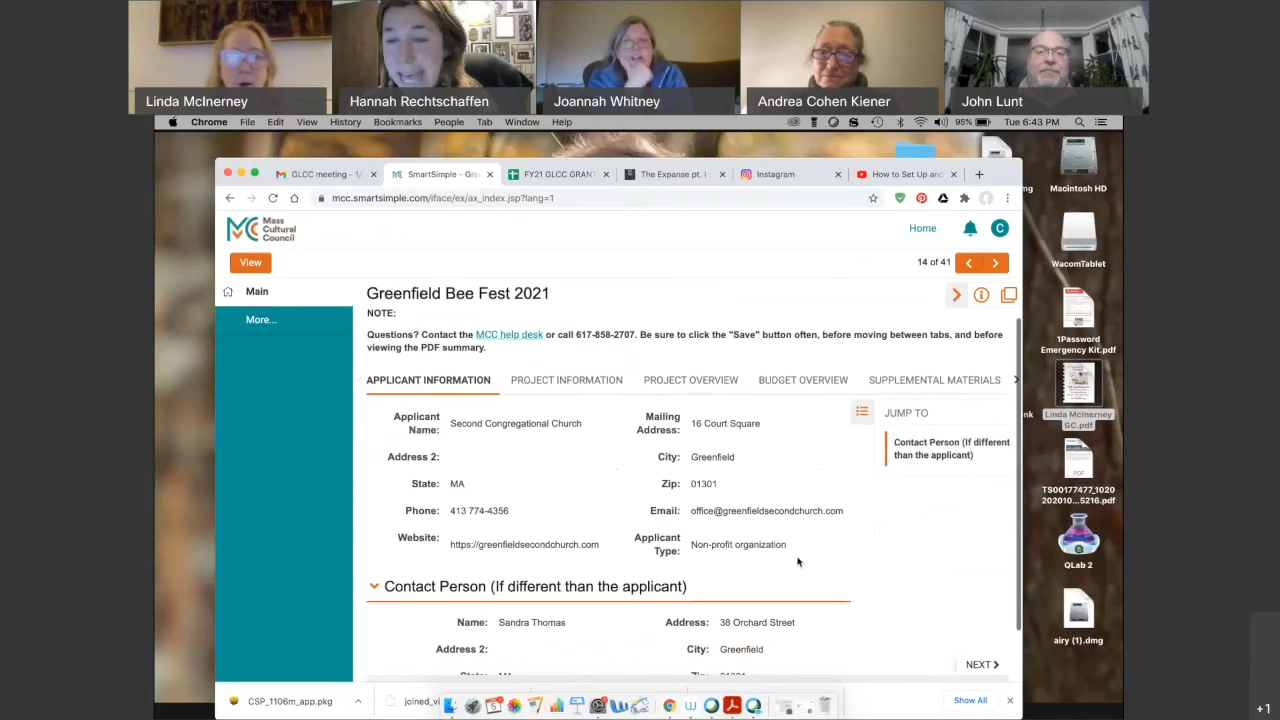 Linda McInerney
Hannah Rechtschaffen
Joannah Whitney
Andrea Cohen Kiener
John Lunt
Chrome File Edit View History Bookmarks People Tab Window Help 95% Tue 6:43 PM
GLCC meeting - 1/
SmartSimple - Gre
FY21 GLCC GRANT
The Expanse pt. I
Instagram
How to Set Up and
mcc.smartsimple.com/iface/ex/ax_index.jsp?lang=1
Mass
Cultural
Council
Home
C
View
14 of 41
Main
More...
Greenfield Bee Fest 2021
NOTE:
Questions? Contact the MCC help desk or call 617-858-2707. Be sure to click the "Save" button often, before moving between tabs, and before
viewing the PDF summary.
APPLICANT INFORMATION PROJECT INFORMATION PROJECT OVERVIEW BUDGET OVERVIEW SUPPLEMENTAL MATERIALS
Applicant
Name:
Second Congregational Church
Mailing
Address:
16 Court Square
Address 2:
City: Greenfield
State: MA
Zip: 01301
Phone: 413 774-4356
Email: office@greenfieldsecondchurch.com
Website: https://greenfieldsecondchurch.com
Applicant
Type:
Non-profit organization
JUMP TO
Contact Person (If different
than the applicant)
Contact Person (If different than the applicant)
Name: Sandra Thomas
Address: 38 Orchard Street
Address 2:
City: Greenfield
NEXT
CSP_1106m_app.pkg
joined_vi
Show All
Macintosh HD
WacomTablet
1Password
Emergency Kit.pdf
Linda McInerney
GC.pdf
PDF
TS00177477_1020
202010...5216.pdf
QLab 2
airy (1).dmg
+1